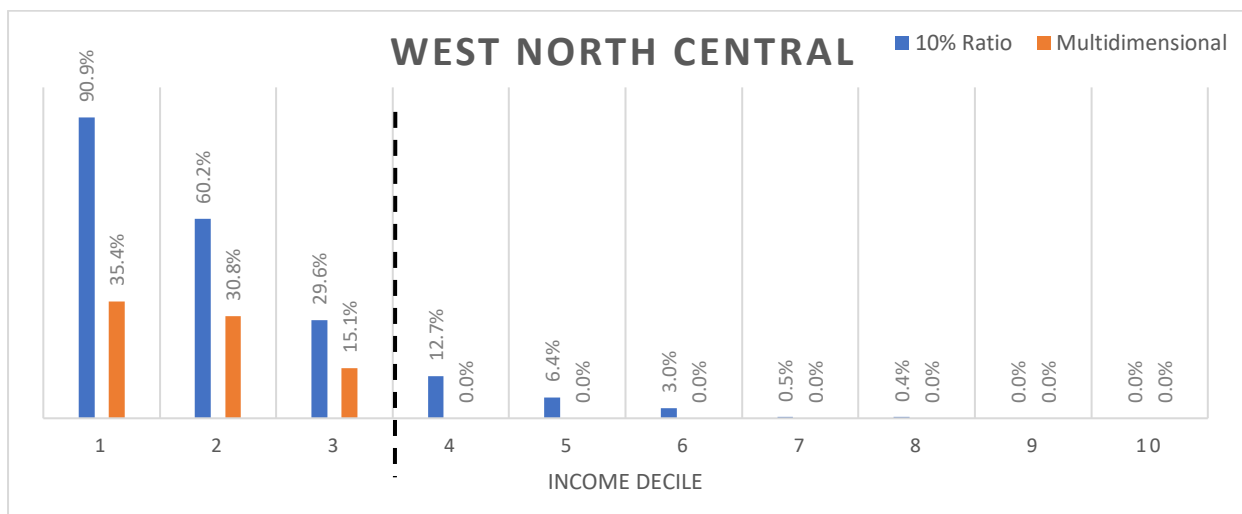 WEST NORTH CENTRAL
10% Ratio Multidimensional
90.9% 35.4% 60.2% 30.8% 29.6% 15.1% 12.7% 0.0% 6.4% 0.0% 3.0% 0.0% 0.5% 0.0% 0.4% 0.0% 0.0% 0.0% 0.0% 0.0%
1 2 3 4 5 6 7 8 9 10
INCOME DECILE